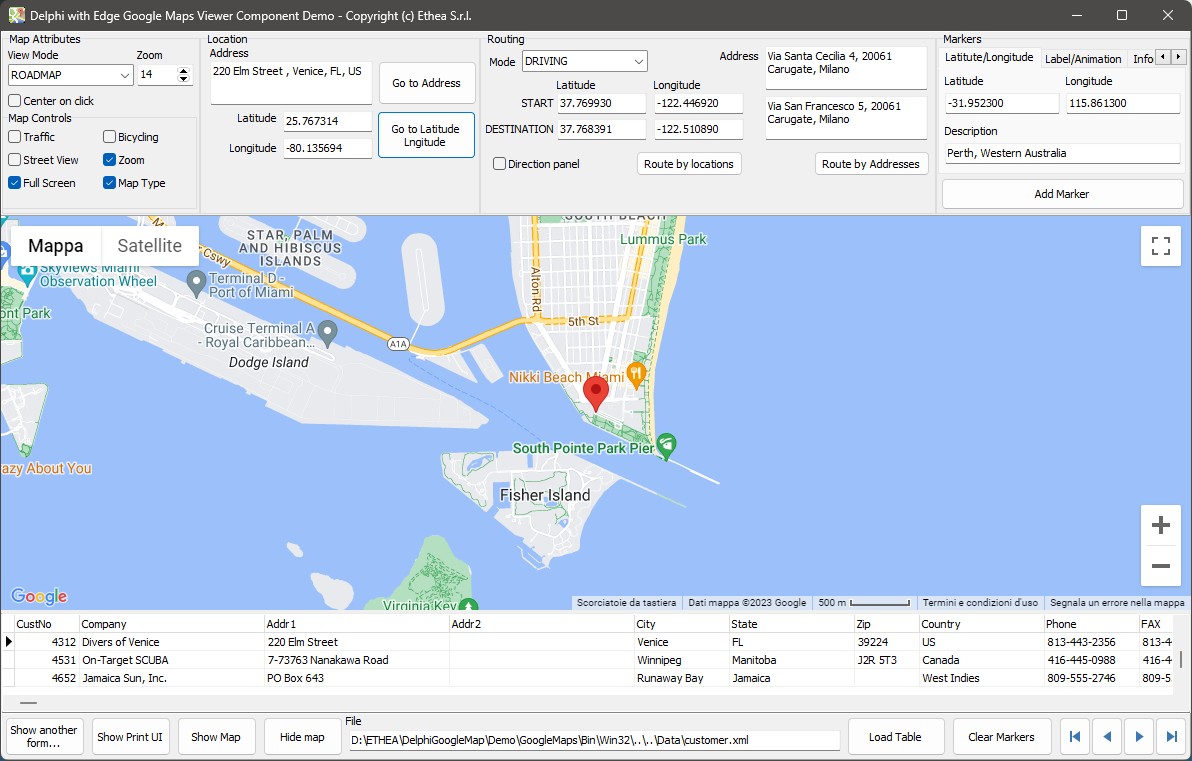 Delphi with Edge Google Maps Viewer Component Demo - Copyright (c) Ethea S.r.l.
Map Attributes
View Mode
Zoom
ROADMAP
14
Center on click
Map Controls
Traffic
Bicycling
Street View
Zoom
Full Screen
Map Type
Location
Address
220 Elm Street , Venice, FL, US
Go to Address
Latitude
25.767314
Longitude
-80.135694
Go to Latitude
Lngitude
Routing
Mode
DRIVING
Latitude
Longitude
START
37.769930
-122.446920
DESTINATION
37.768391
-122.510890
Direction panel
Route by locations
Address
Via Santa Cecilia 4, 20061
Carugate, Milano
Via San Francesco 5, 20061
Carugate, Milano
Route by Addresses
Markers
Latitute/Longitude
Label/Animation
Info
Latitude
Longitude
-31.952300
115.861300
Description
Perth, Western Australia
Add Marker
Mappa
Satellite
Cswy
STAR, PALM
AND HIBISCUS
ISLANDS
SOUTH BEACH
Lummus Park
Skyviews Miami
Observation Wheel
Terminal D -
Port of Miami
ont Park
Alton Rd
5th St
Cruise Terminal A
- Royal Caribbean...
Dodge Island
A1A
Nikki Beach Miami
South Pointe Park Pier
azy About You
Fisher Island
Virginia Key
Google
Scorciatoie da tastiera
Dati mappa ©2023 Google
500 m
Termini e condizioni d'uso
Segnala un errore nella mappa
CustNo Company Addr1 Addr2 City State Zip Country Phone FAX
4312 Divers of Venice 220 Elm Street Venice FL 39224 US 813-443-2356 813-4
4531 On-Target SCUBA 7-73763 Nanakawa Road Winnipeg Manitoba J2R 5T3 Canada 416-445-0988 416-4
4652 Jamaica Sun, Inc. PO Box 643 Runaway Bay Jamaica West Indies 809-555-2746 809-5
Show another
form...
Show Print UI
Show Map
Hide map
File
D:\ETHEA\DelphiGoogleMap\Demo\GoogleMaps\Bin\Win32\..\..\Data\customer.xml
Load Table
Clear Markers